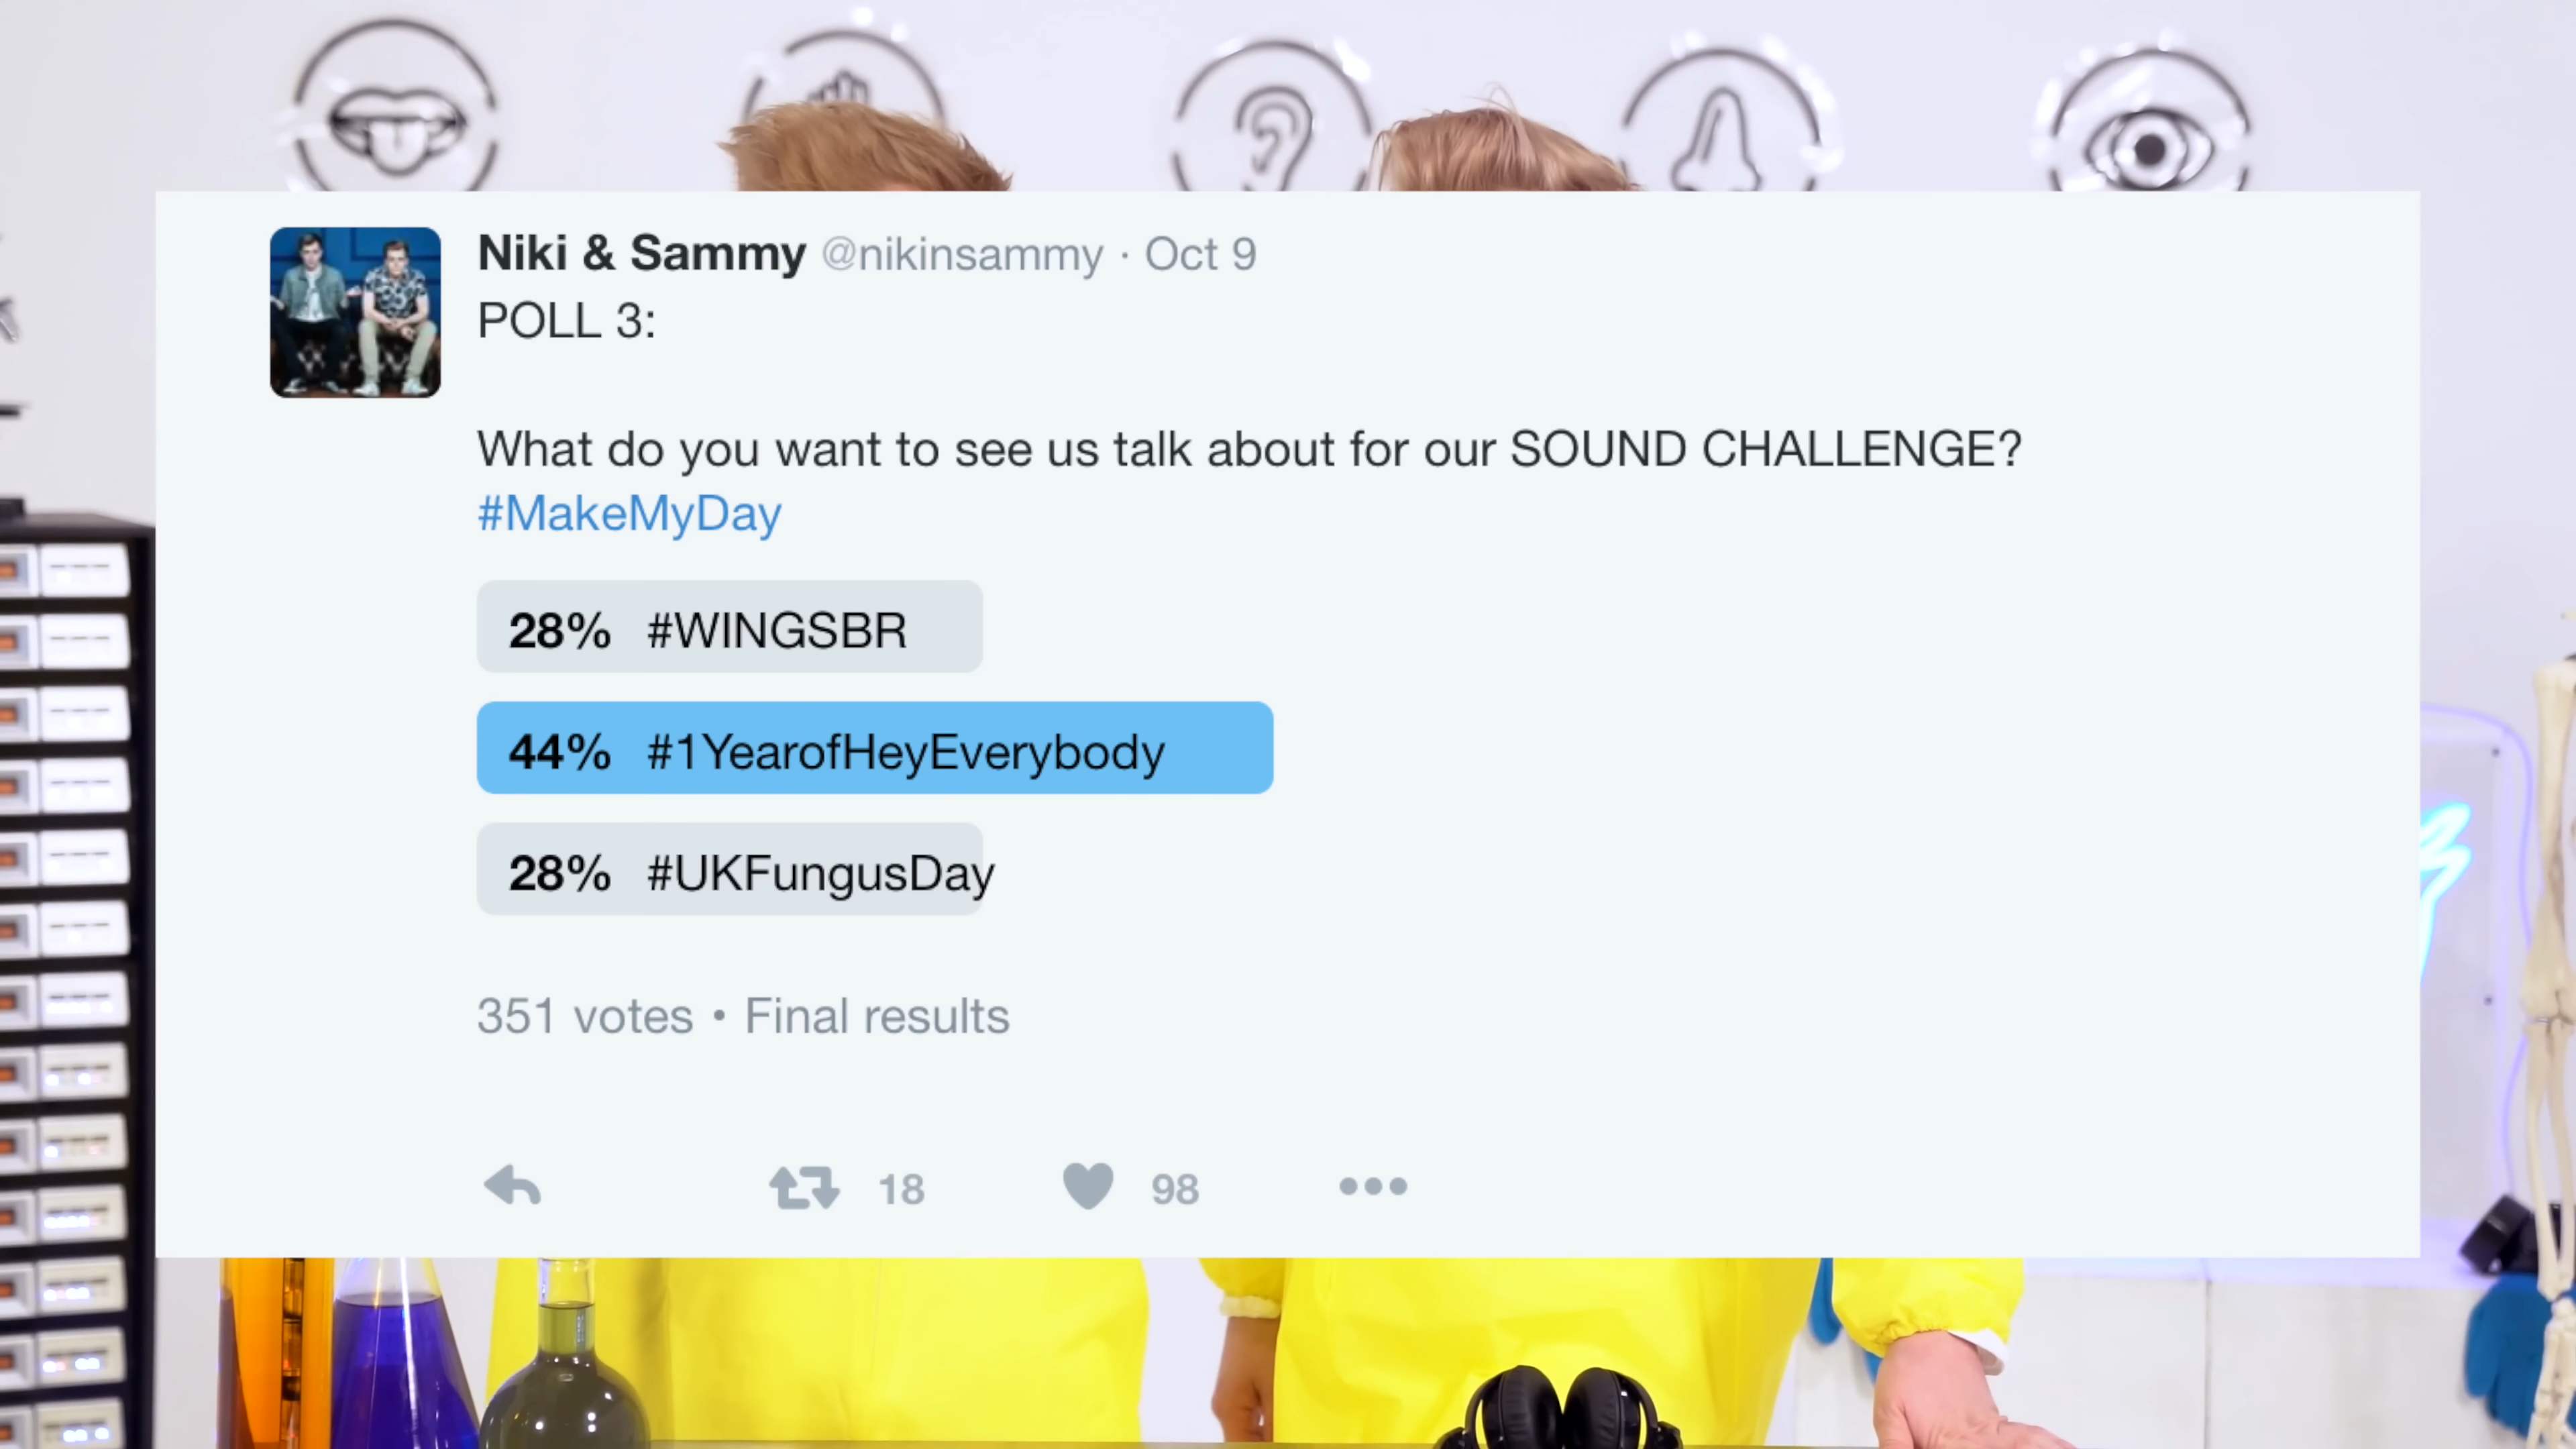 Niki & Sammy @nikinsammy · Oct 9
POLL 3:
What do you want to see us talk about for our SOUND CHALLENGE?
#MakeMyDay
28% #WINGSBR
44% #1YearofHeyEverybody
28% #UKFungusDay
351 votes • Final results
18 98